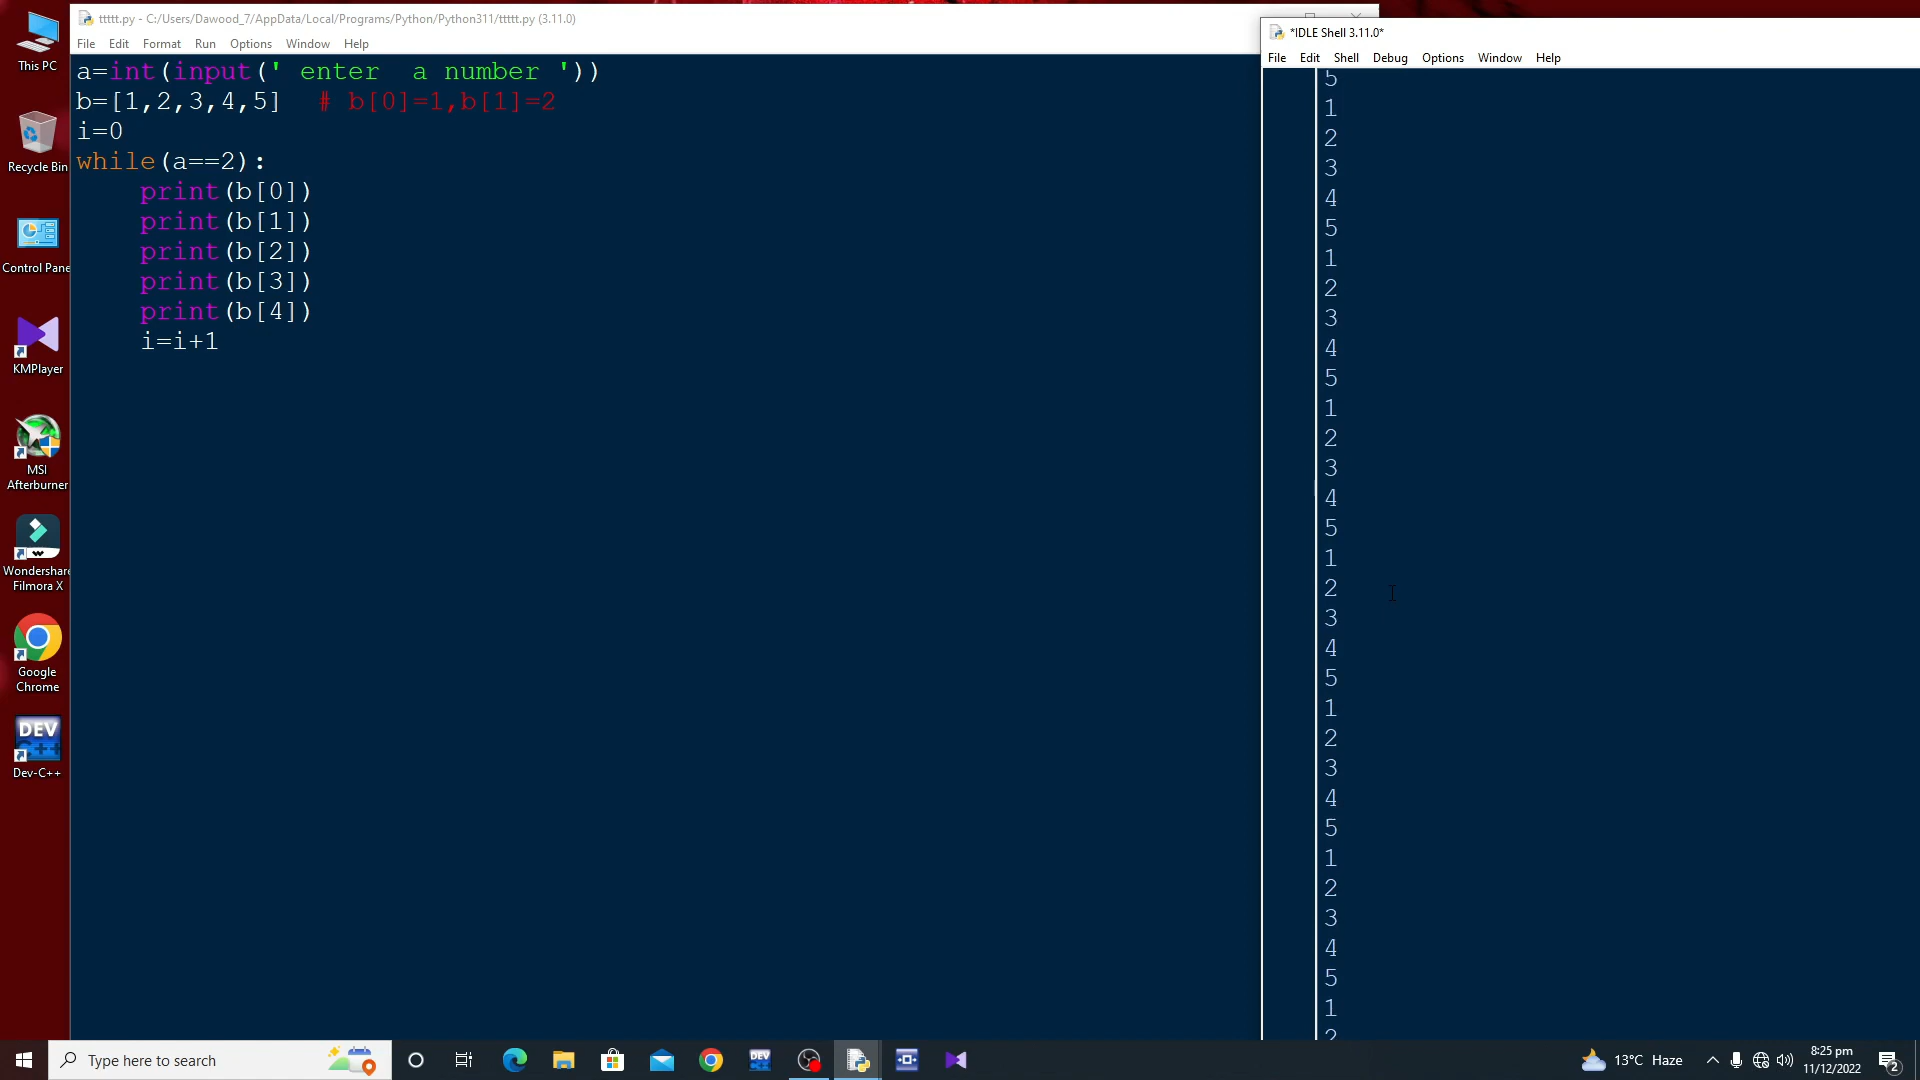 This PC
Recycle Bin
Control Pane
KMPlayer
MSI
Afterburner
Wondershare
Filmora X
Google
Chrome
DEV
C++
Dev-C++
ttttt.py - C:/Users/Dawood_7/AppData/Local/Programs/Python/Python311/ttttt.py (3.11.0)
File Edit Format Run Options Window Help
a=int(input(' enter  a number '))
b=[1,2,3,4,5]  # b[0]=1,b[1]=2
i=0
while(a==2):
    print(b[0])
    print(b[1])
    print(b[2])
    print(b[3])
    print(b[4])
    i=i+1
*IDLE Shell 3.11.0*
File Edit Shell Debug Options Window Help
5
1
2
3
4
5
1
2
3
4
5
1
2
3
4
5
1
2
3
4
5
1
2
3
4
5
1
2
3
4
5
1
2
Type here to search
DEV
13°C Haze
8:25 pm
11/12/2022
2